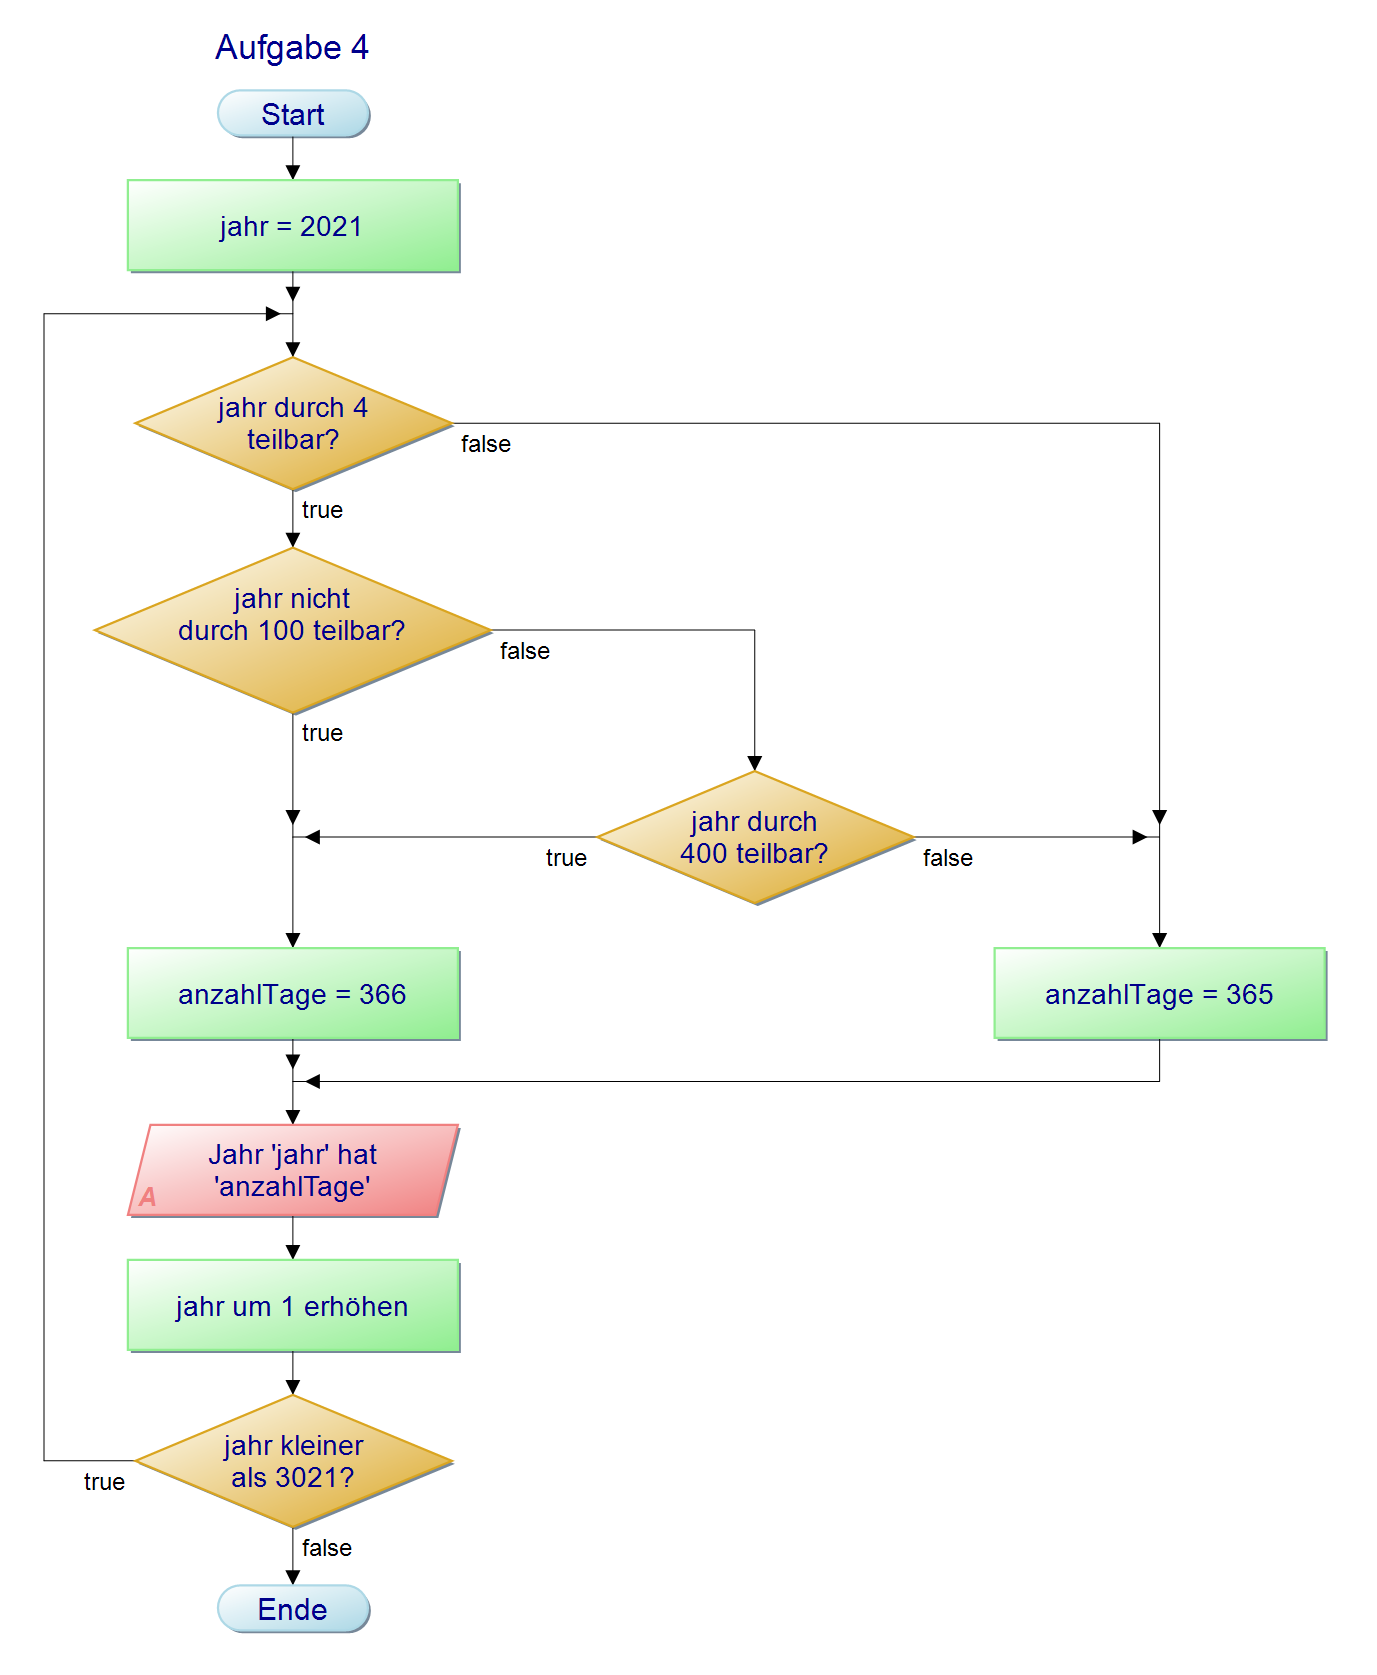 Aufgabe 4
Start
jahr = 2021
jahr durch 4
teilbar?
false
true
jahr nicht
durch 100 teilbar?
false
true
jahr durch
400 teilbar?
true
false
anzahlTage = 366
anzahlTage = 365
Jahr 'jahr' hat
'anzahlTage'
A
jahr um 1 erhöhen
jahr kleiner
als 3021?
true
false
Ende